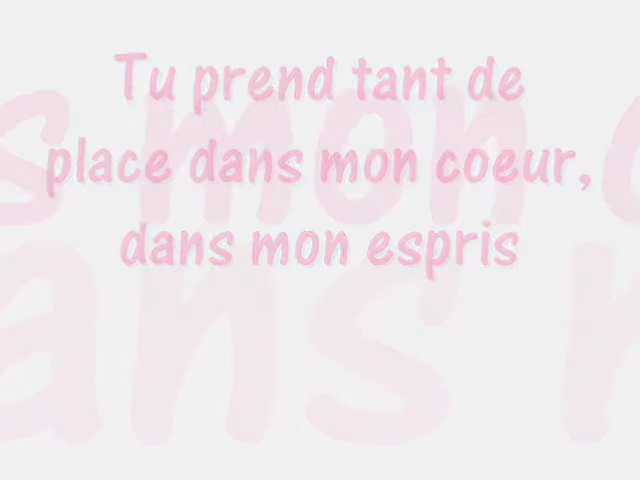 Tu prend tant de
place dans mon coeur,
dans mon espris